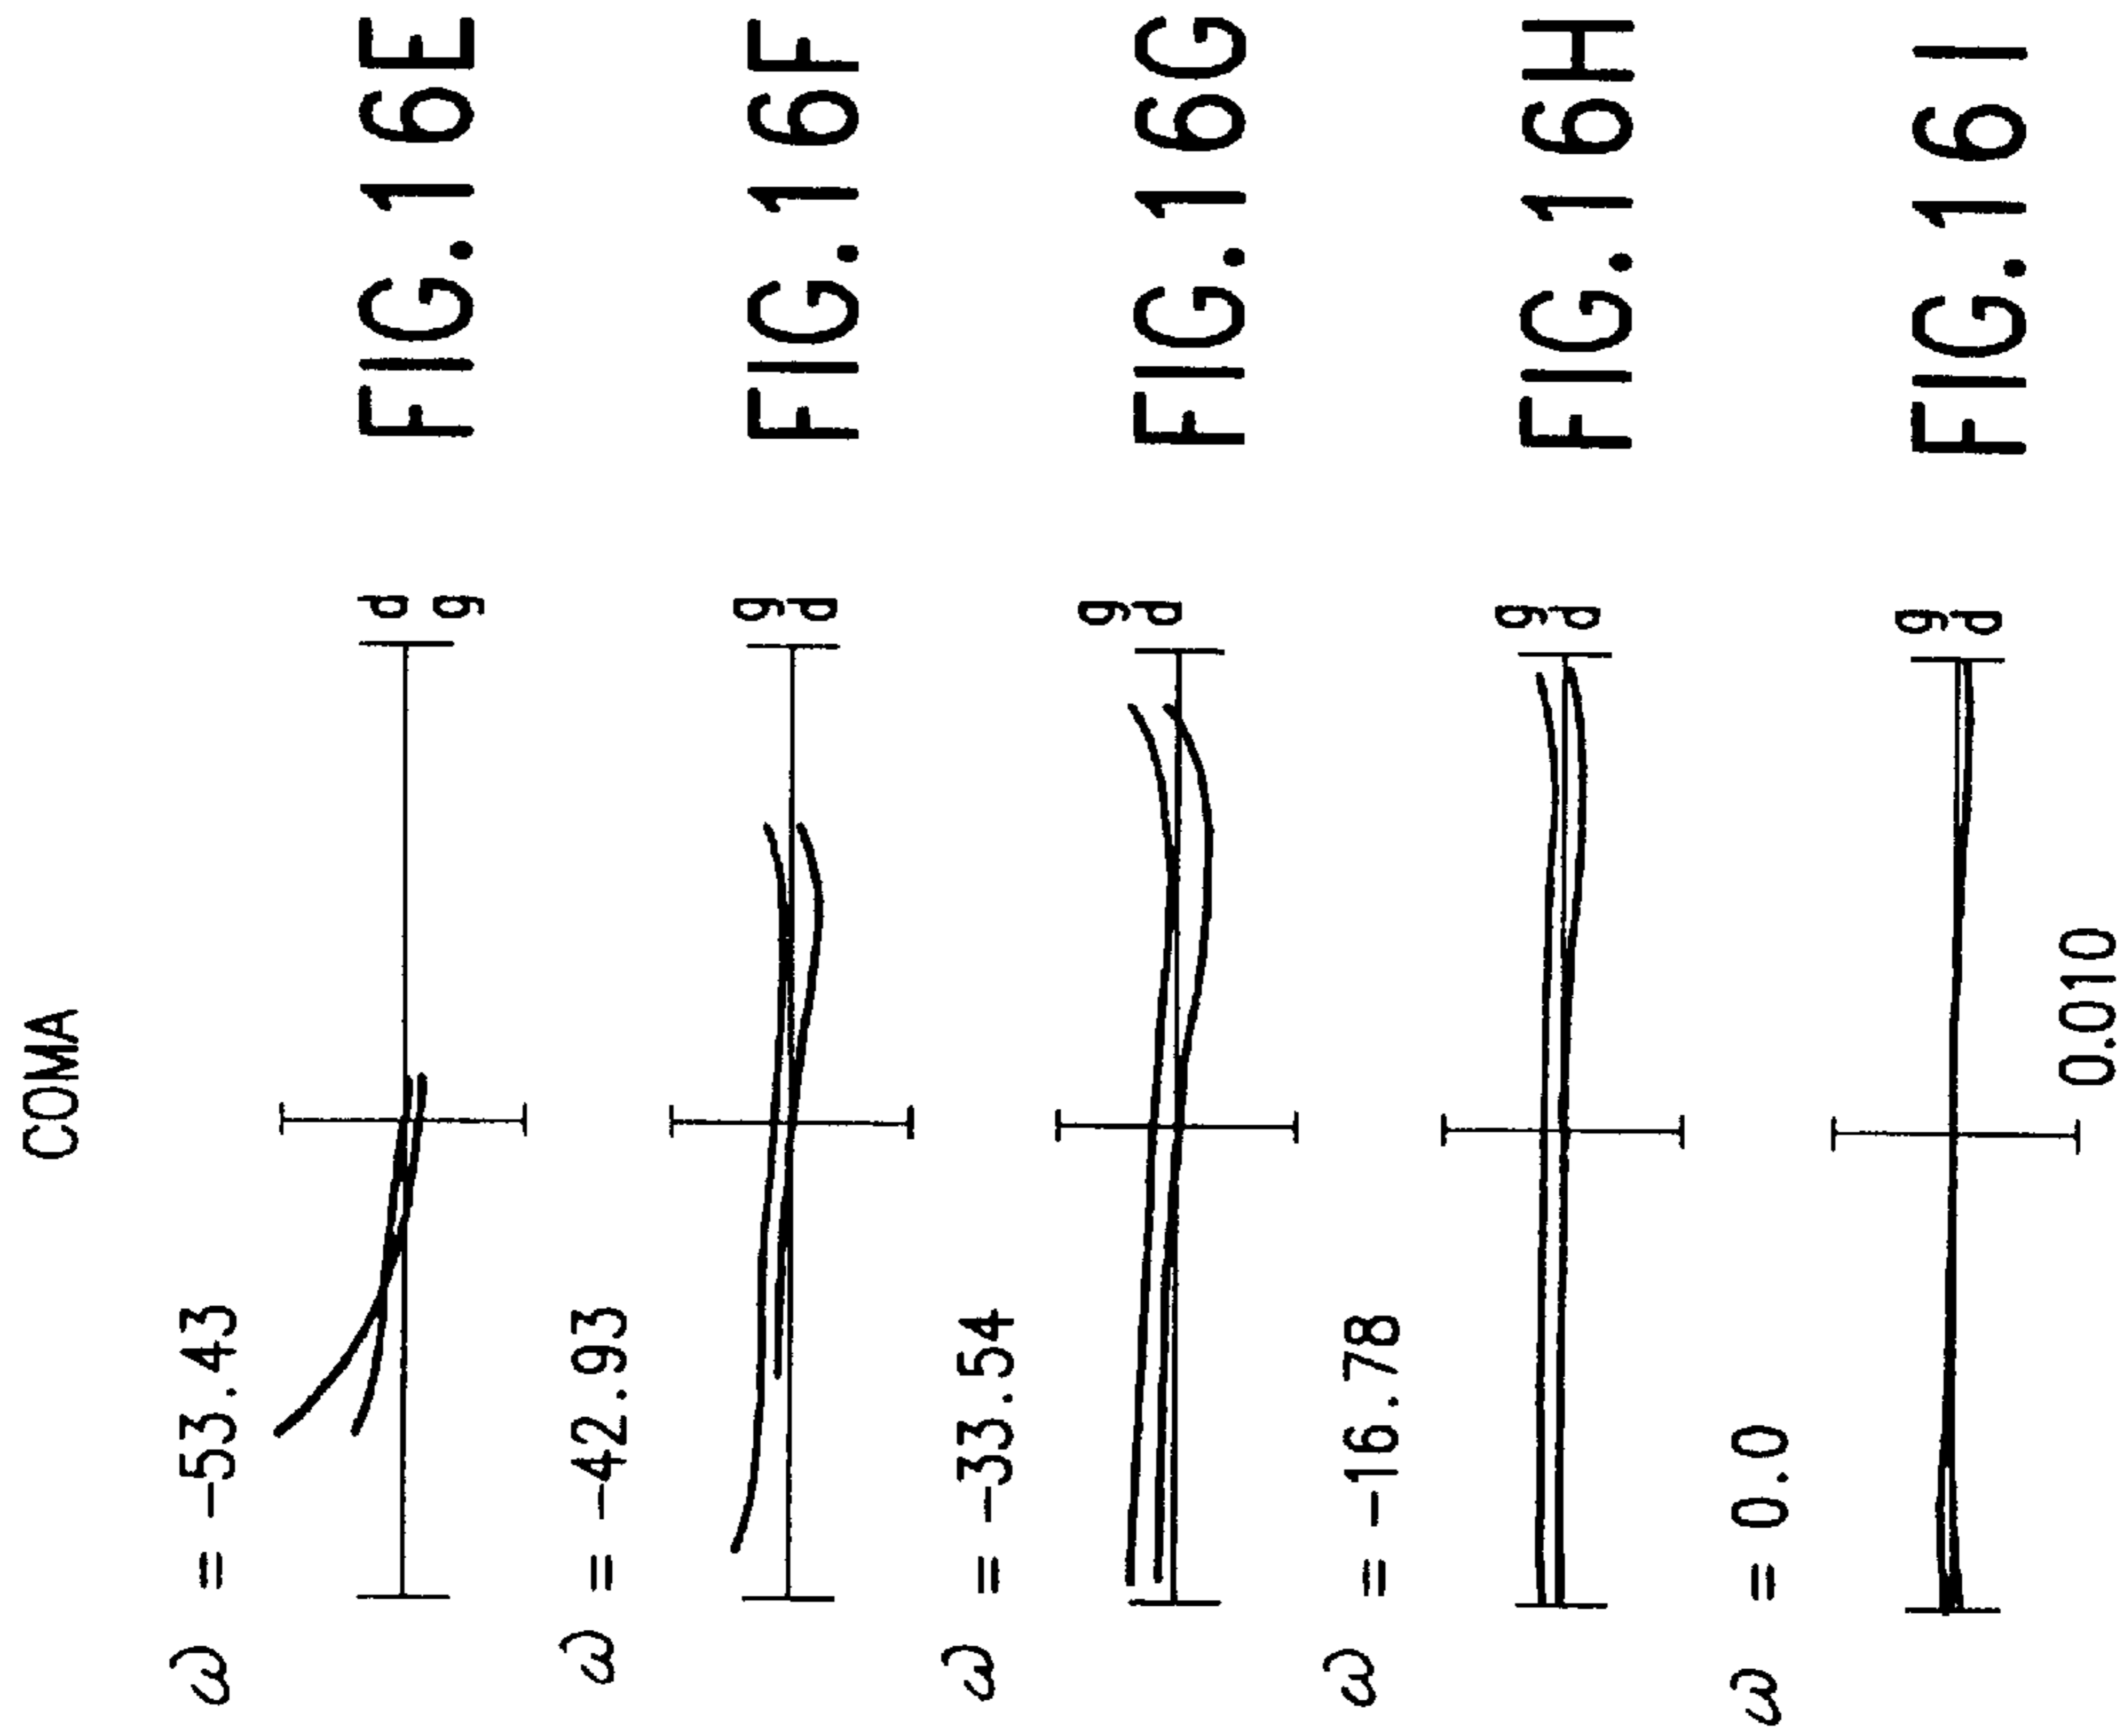 COMA
ω = -53.43
d
g
FIG.16E
ω = -42.93
g
d
FIG.16F
ω = -33.54
g
d
FIG.16G
ω = -16.78
g
d
FIG.16H
ω = 0.0
g
d
FIG.16I
0.010